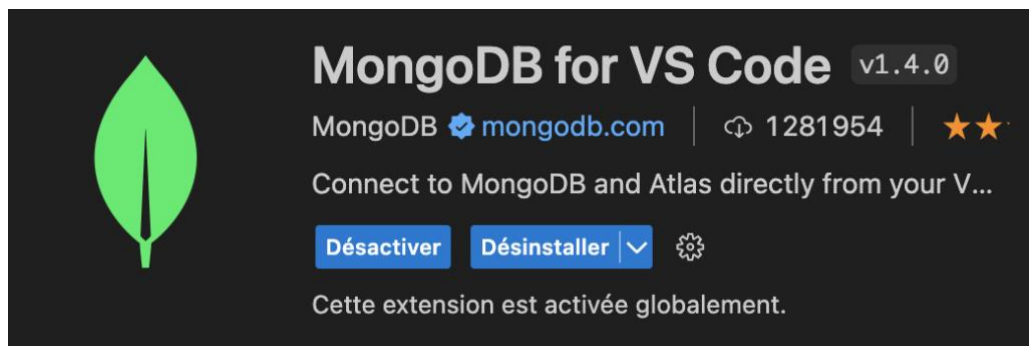 MongoDB for VS Code v1.4.0
MongoDB mongodb.com 1281954
Connect to MongoDB and Atlas directly from your V...
Désactiver Désinstaller
Cette extension est activée globalement.